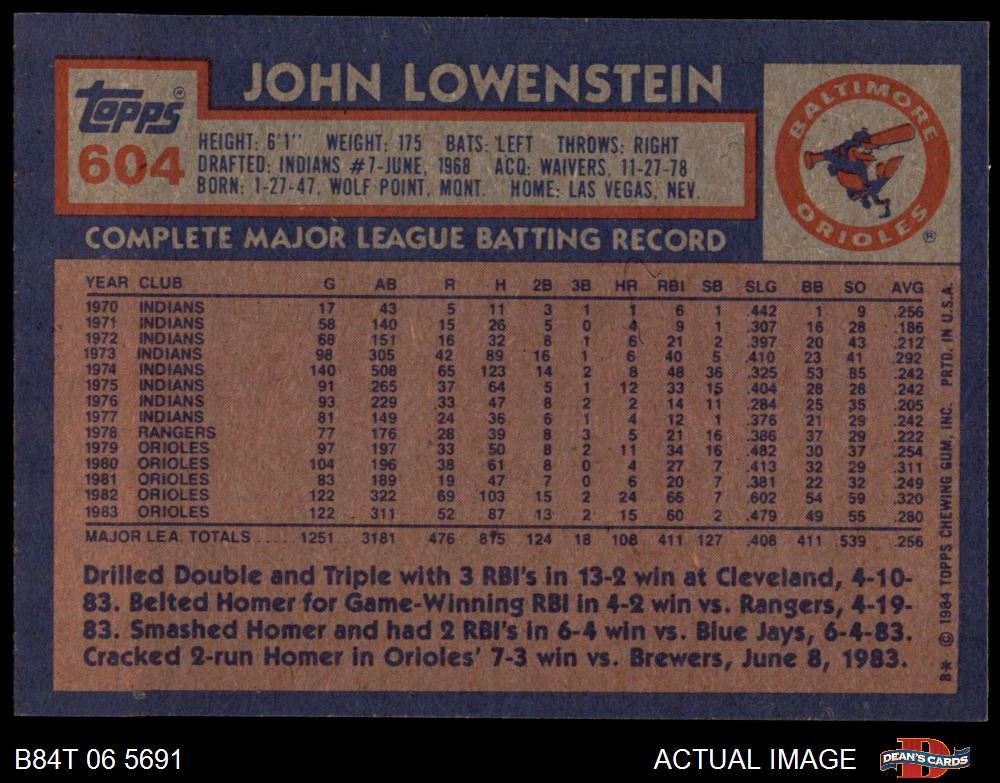 JOHN LOWENSTEIN
TOPPS®
604
HEIGHT: 6'1" WEIGHT: 175 BATS: LEFT THROWS: RIGHT
DRAFTED: INDIANS #7-JUNE, 1968 ACQ: WAIVERS, 11-27-78
BORN: 1-27-47, WOLF POINT, MONT. HOME: LAS VEGAS, NEV.
BALTIMORE
ORIOLES ®
COMPLETE MAJOR LEAGUE BATTING RECORD
YEAR CLUB G AB R H 2B 3B HR RBI SB SLG BB SO AVG
1970 INDIANS 17 43 5 11 3 1 1 6 1 .442 1 9 .256
1971 INDIANS 58 140 15 26 5 0 4 9 1 .307 16 28 .186
1972 INDIANS 68 151 16 32 8 1 6 21 2 .397 20 43 .212
1973 INDIANS 98 305 42 89 16 1 6 40 5 .410 23 41 .292
1974 INDIANS 140 508 65 123 14 2 8 48 36 .325 53 85 .242
1975 INDIANS 91 265 37 64 5 1 12 33 15 .404 28 28 .242
1976 INDIANS 93 229 33 47 8 2 2 14 11 .284 25 35 .205
1977 INDIANS 81 149 24 36 6 1 4 12 1 .376 21 29 .242
1978 RANGERS 77 176 28 39 8 3 5 21 16 .386 37 29 .222
1979 ORIOLES 97 197 33 50 8 2 11 34 16 .482 30 37 .254
1980 ORIOLES 104 196 38 61 8 0 4 27 7 .413 32 29 .311
1981 ORIOLES 83 189 19 47 7 0 6 20 7 .381 22 32 .249
1982 ORIOLES 122 322 69 103 15 2 24 66 7 .602 54 59 .320
1983 ORIOLES 122 311 52 87 13 2 15 60 2 .479 49 55 .280
MAJOR LEA. TOTALS ..... 1251 3181 476 815 124 18 108 411 127 .408 411 539 .256
Drilled Double and Triple with 3 RBI's in 13-2 win at Cleveland, 4-10-
83. Belted Homer for Game-Winning RBI in 4-2 win vs. Rangers, 4-19-
83. Smashed Homer and had 2 RBI's in 6-4 win vs. Blue Jays, 6-4-83.
Cracked 2-run Homer in Orioles' 7-3 win vs. Brewers, June 8, 1983.
B* © 1984 TOPPS CHEWING GUM, INC. PRTD. IN U.S.A.
B84T 06 5691
ACTUAL IMAGE
DEAN'S CARDS